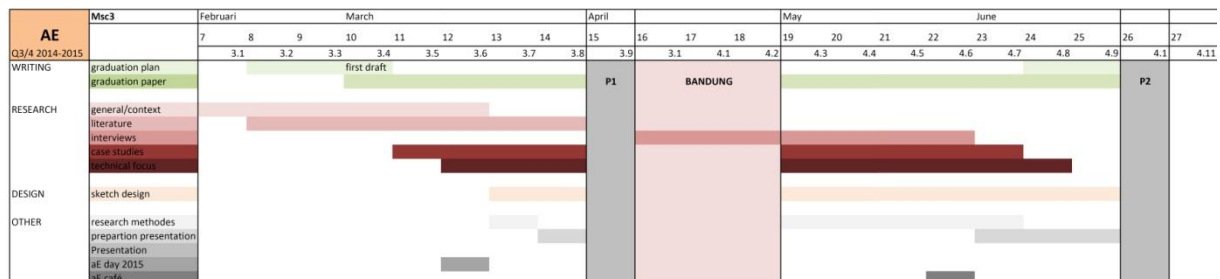 Msc3 Februari March April May June
AE
7 8 9 10 11 12 13 14 15 16 17 18 19 20 21 22 23 24 25 26 27
Q3/4 2014-2015 3.1 3.2 3.3 3.4 3.5 3.6 3.7 3.8 3.9 3.1 4.1 4.2 4.3 4.4 4.5 4.6 4.7 4.8 4.9 4.1 4.11
WRITING graduation plan first draft
graduation paper P1 BANDUNG P2
RESEARCH general/context
literature
interviews
case studies
technical focus
DESIGN sketch design
OTHER research methodes
prepartion presentation
Presentation
aE day 2015
aE café